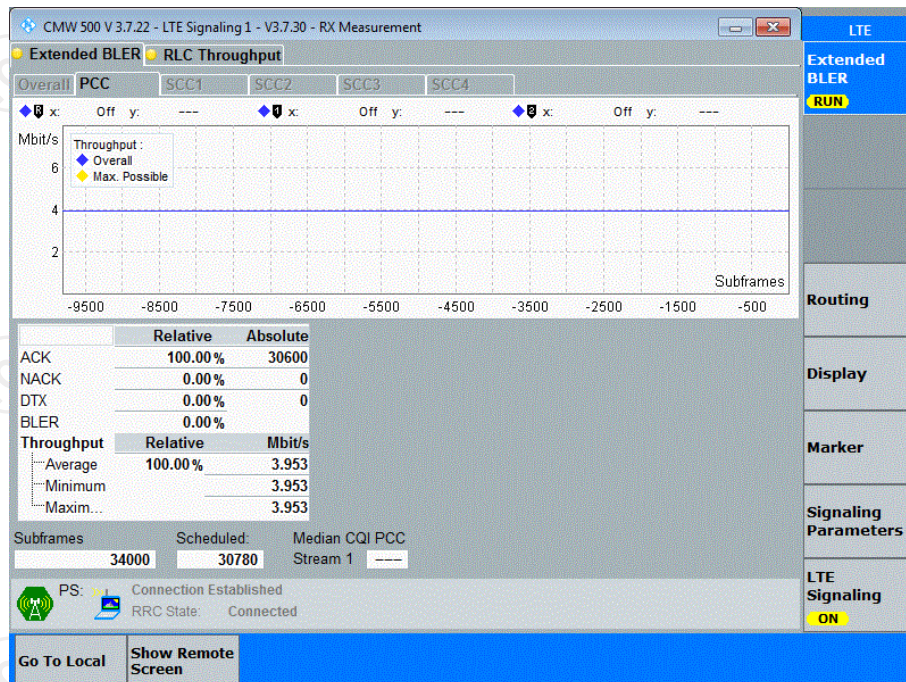 CMW 500 V 3.7.22 - LTE Signaling 1 - V3.7.30 - RX Measurement
Extended BLER RLC Throughput
Overall PCC SCC1 SCC2 SCC3 SCC4
R x: Off y: --- 1 x: Off y: --- 2 x: Off y: ---
Mbit/s
Throughput :
Overall
Max. Possible
6
4
2
Subframes
-9500 -8500 -7500 -6500 -5500 -4500 -3500 -2500 -1500 -500
Relative Absolute
ACK 100.00 % 30600
NACK 0.00 % 0
DTX 0.00 % 0
BLER 0.00 %
Throughput Relative Mbit/s
Average 100.00 % 3.953
Minimum 3.953
Maxim... 3.953
Subframes Scheduled: Median CQI PCC
34000 30780 Stream 1 ---
PS: Connection Established
RRC State: Connected
Go To Local
Show Remote
Screen
LTE
Extended
BLER
RUN
Routing
Display
Marker
Signaling
Parameters
LTE
Signaling
ON